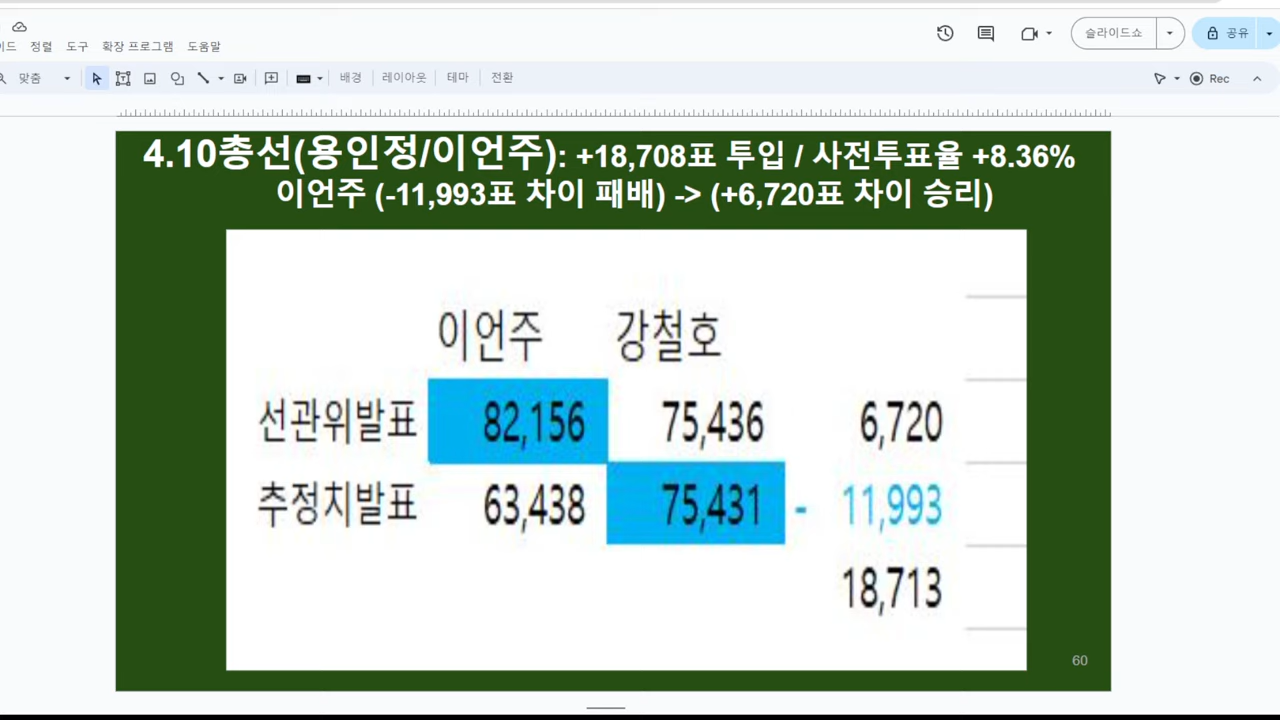 슬라이드쇼
공유
정렬 도구 확장 프로그램 도움말
맞춤 배경 레이아웃 테마 전환 Rec
4.10총선(용인정/이언주): +18,708표 투입 / 사전투표율 +8.36%
이언주 (-11,993표 차이 패배) -> (+6,720표 차이 승리)
이언주 강철호
선관위발표 82,156 75,436 6,720
추정치발표 63,438 75,431 - 11,993
18,713
60